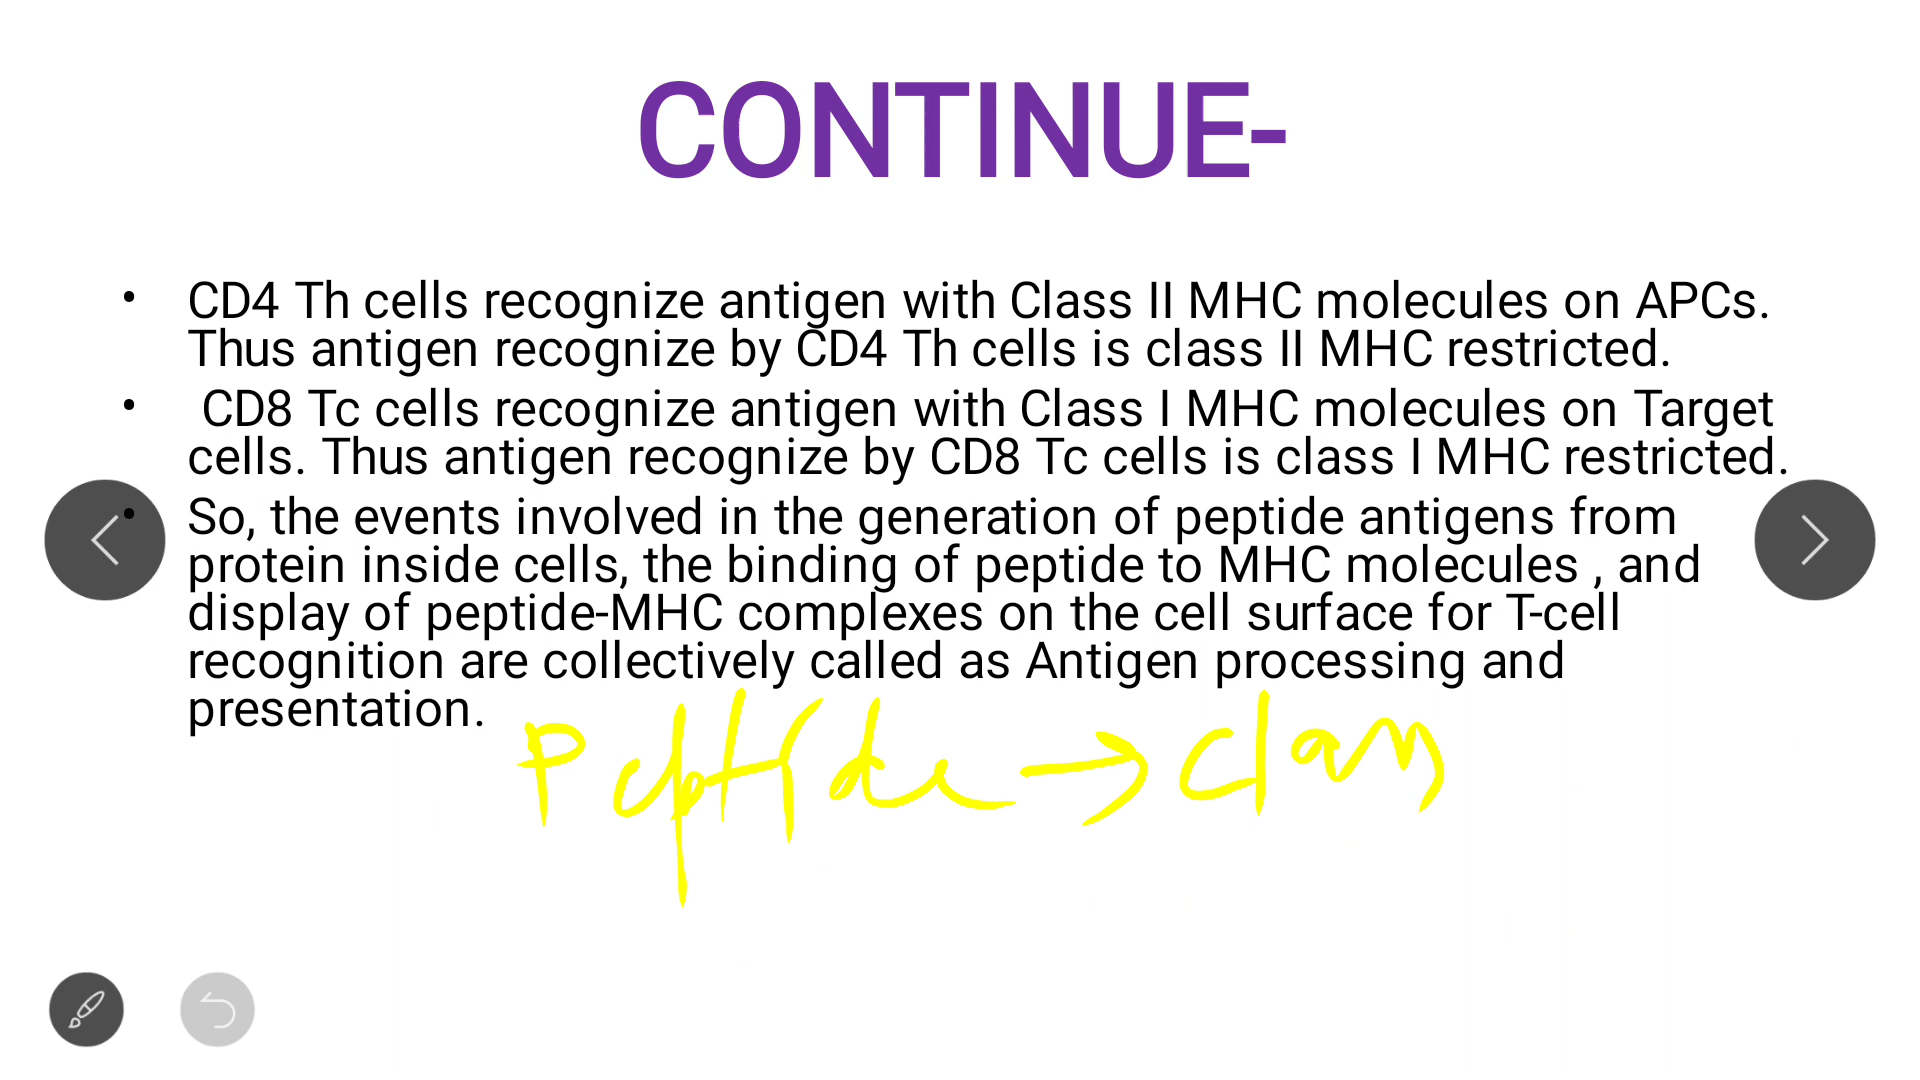 CONTINUE-
• CD4 Th cells recognize antigen with Class II MHC molecules on APCs.
Thus antigen recognize by CD4 Th cells is class II MHC restricted.
• CD8 Tc cells recognize antigen with Class I MHC molecules on Target
cells. Thus antigen recognize by CD8 Tc cells is class I MHC restricted.
• So, the events involved in the generation of peptide antigens from
protein inside cells, the binding of peptide to MHC molecules , and
display of peptide-MHC complexes on the cell surface for T-cell
recognition are collectively called as Antigen processing and
presentation.
Peptide → Class